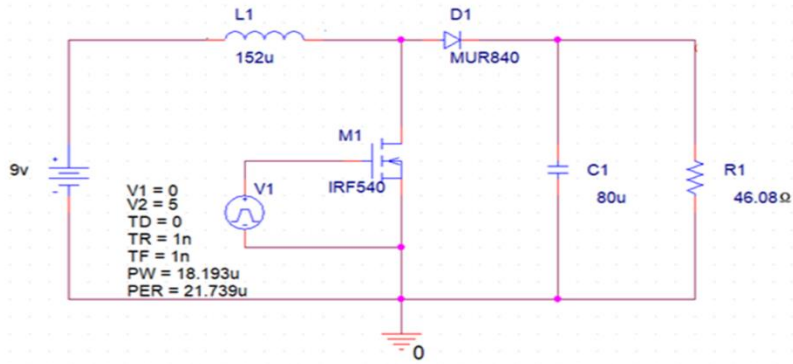 L1
152u
D1
MUR840
9v
M1
IRF540
V1
V1 = 0
V2 = 5
TD = 0
TR = 1n
TF = 1n
PW = 18.193u
PER = 21.739u
C1
80u
R1
46.08Ω
0